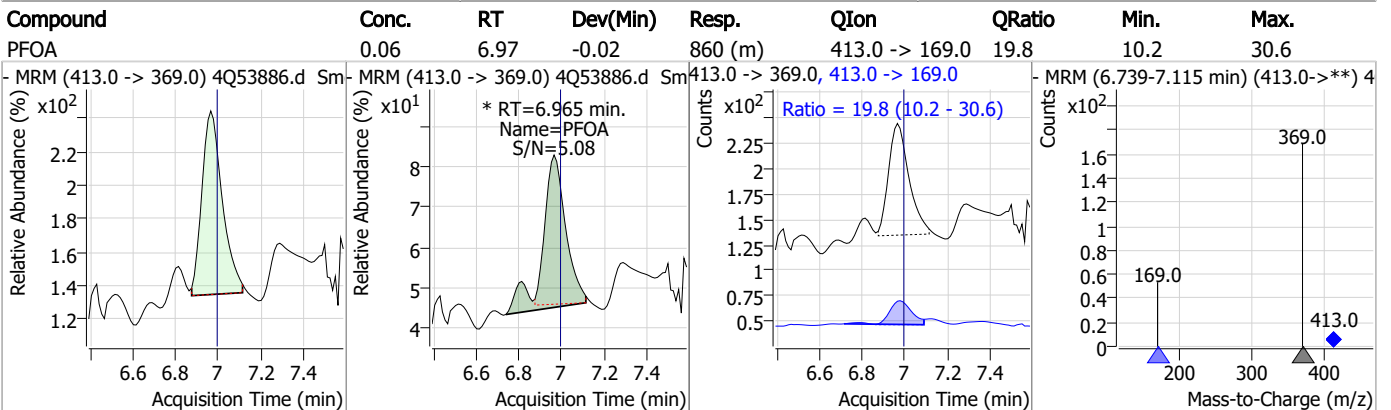 Compound Conc. RT Dev(Min) Resp. QIon QRatio Min. Max.
PFOA 0.06 6.97 -0.02 860 (m) 413.0 -> 169.0 19.8 10.2 30.6
- MRM (413.0 -> 369.0) 4Q53886.d Sm
x10²
Relative Abundance (%)
2.2
2
1.8
1.6
1.4
1.2
6.6 6.8 7 7.2 7.4
Acquisition Time (min)
- MRM (413.0 -> 369.0) 4Q53886.d Sm
x10¹
* RT=6.965 min.
Name=PFOA
S/N=5.08
Relative Abundance (%)
8
7
6
5
4
6.6 6.8 7 7.2 7.4
Acquisition Time (min)
413.0 -> 369.0, 413.0 -> 169.0
x10²
Ratio = 19.8 (10.2 - 30.6)
Counts
2.25
2
1.75
1.5
1.25
1
0.75
0.5
6.6 6.8 7 7.2 7.4
Acquisition Time (min)
- MRM (6.739-7.115 min) (413.0->**) 4
x10²
Counts
369.0
1.6
1.4
1.2
1
0.8
0.6
169.0
0.4
0.2
413.0
0
200 300 400
Mass-to-Charge (m/z)